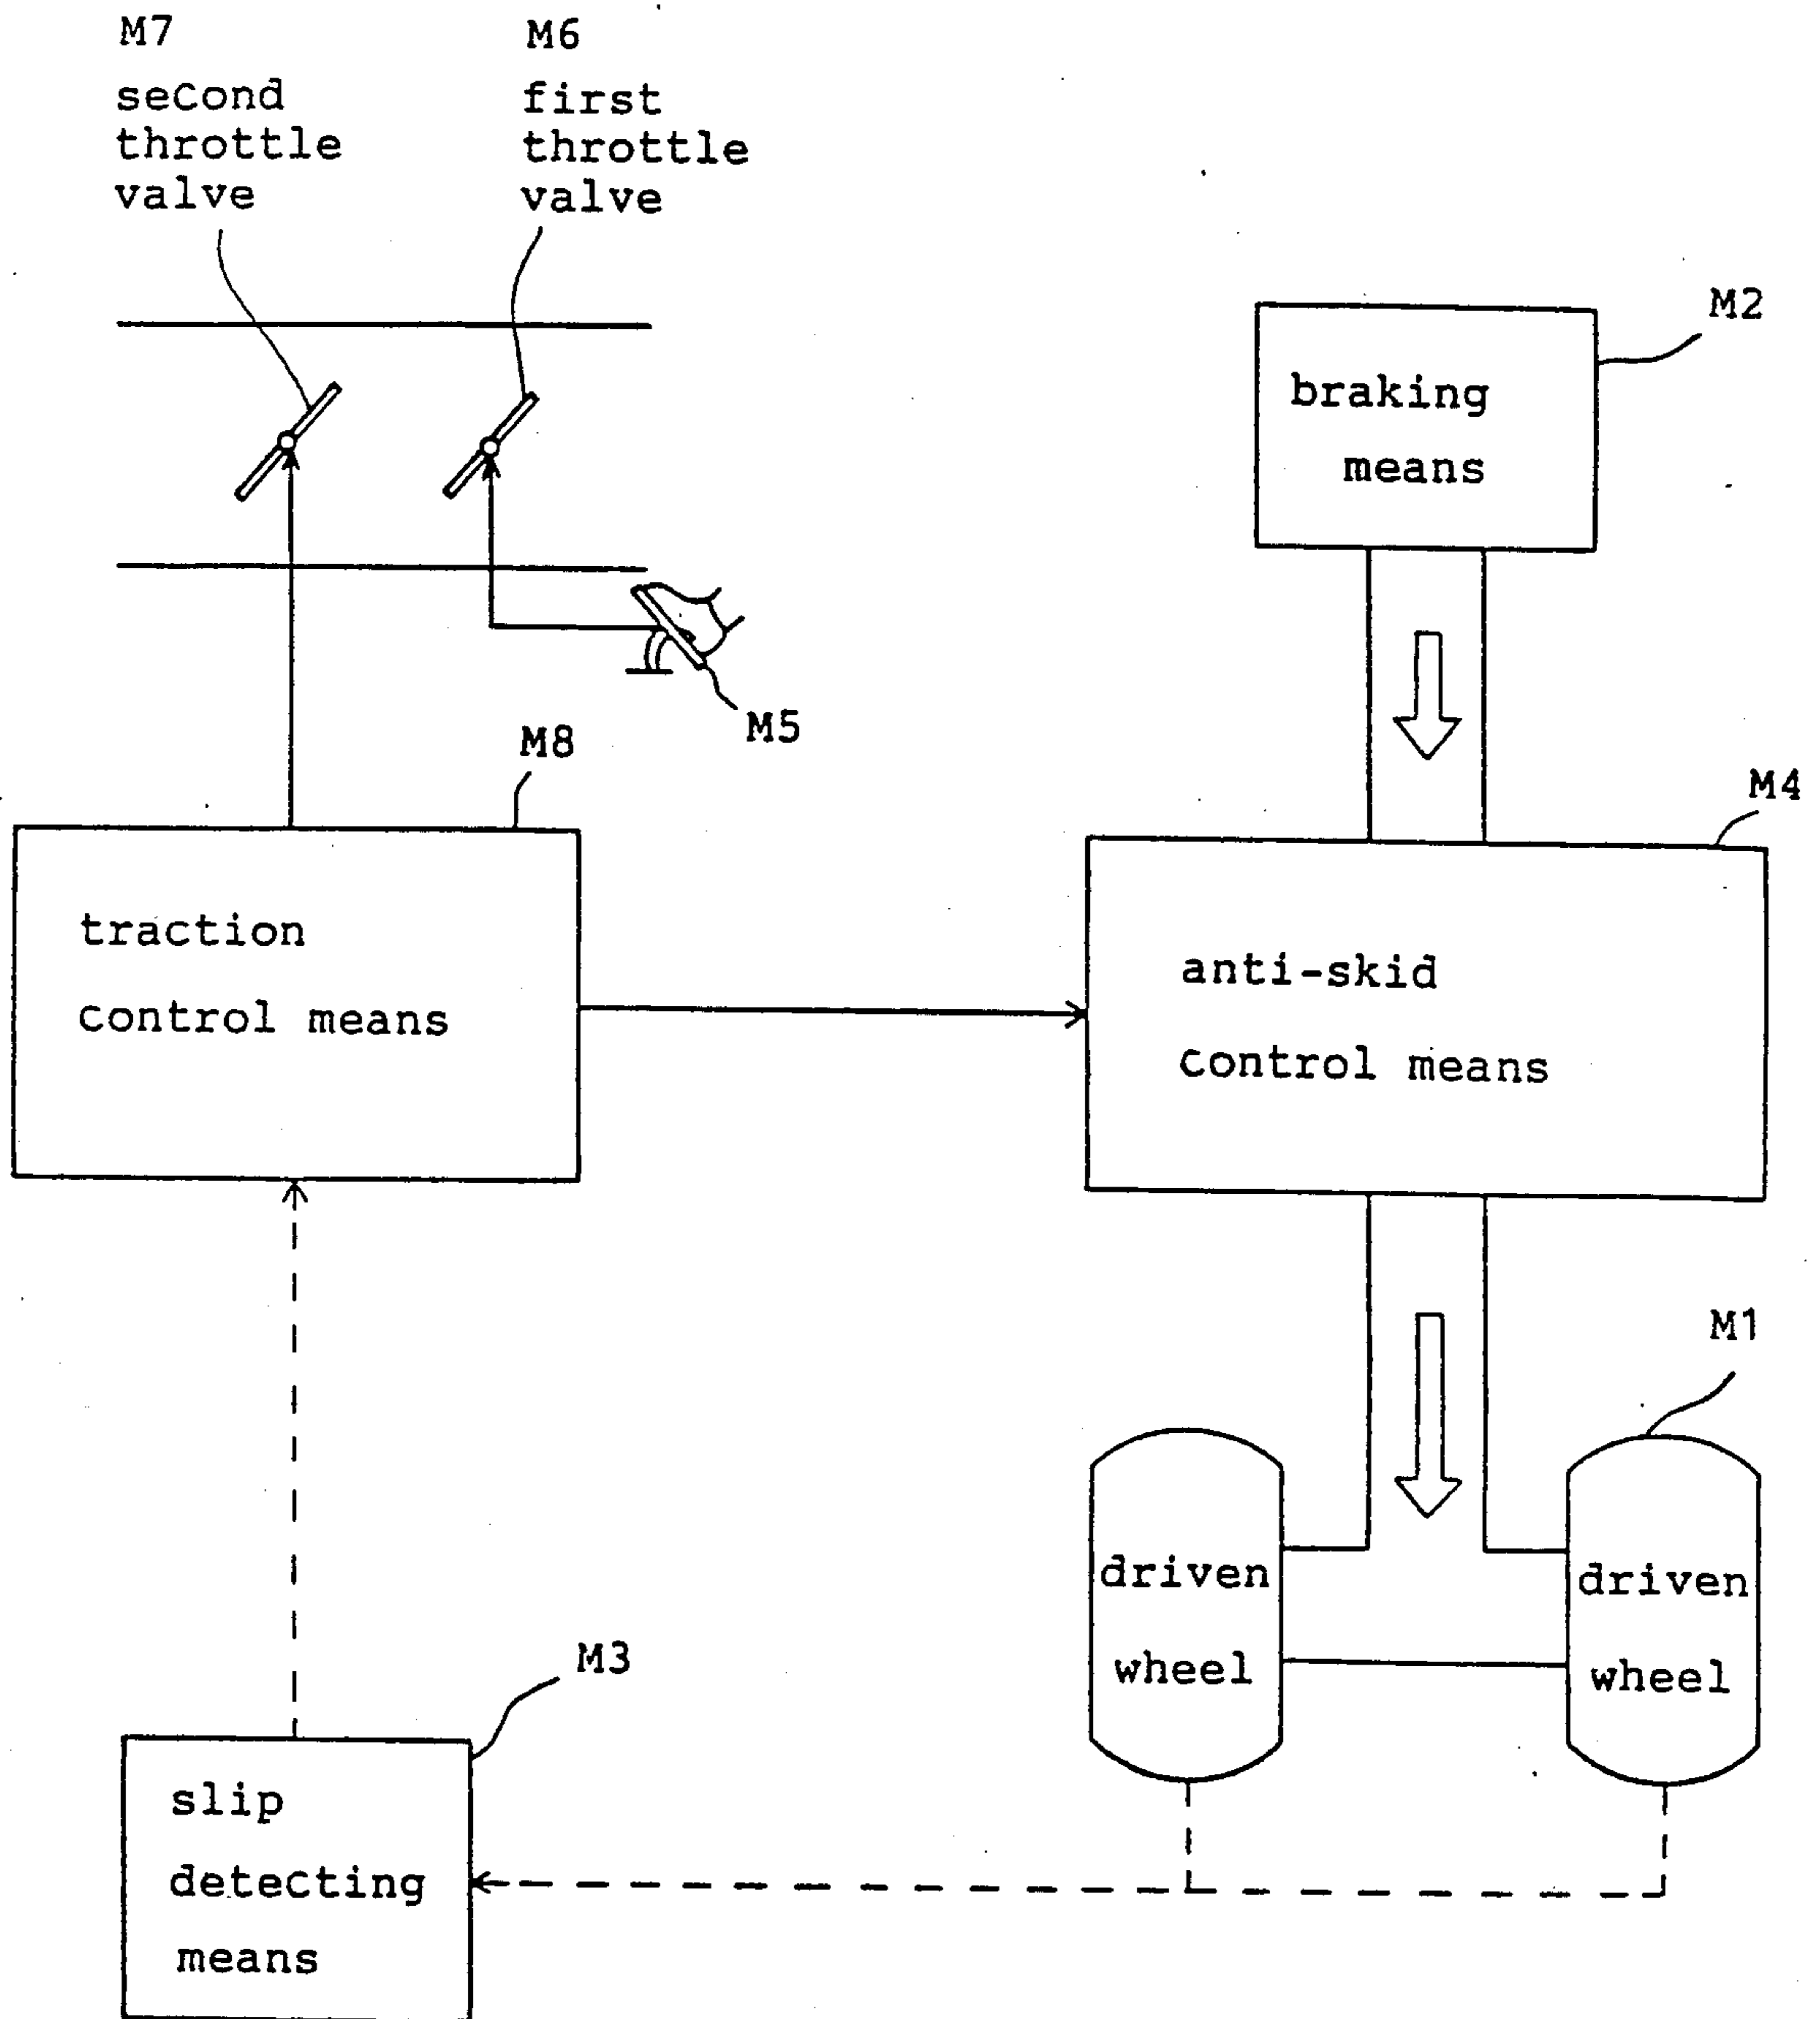 M7
second
throttle
valve
M6
first
throttle
valve
M2
braking
means
M5
M8
M4
traction
control means
anti-skid
control means
M1
driven
wheel
driven
wheel
M3
slip
detecting
means